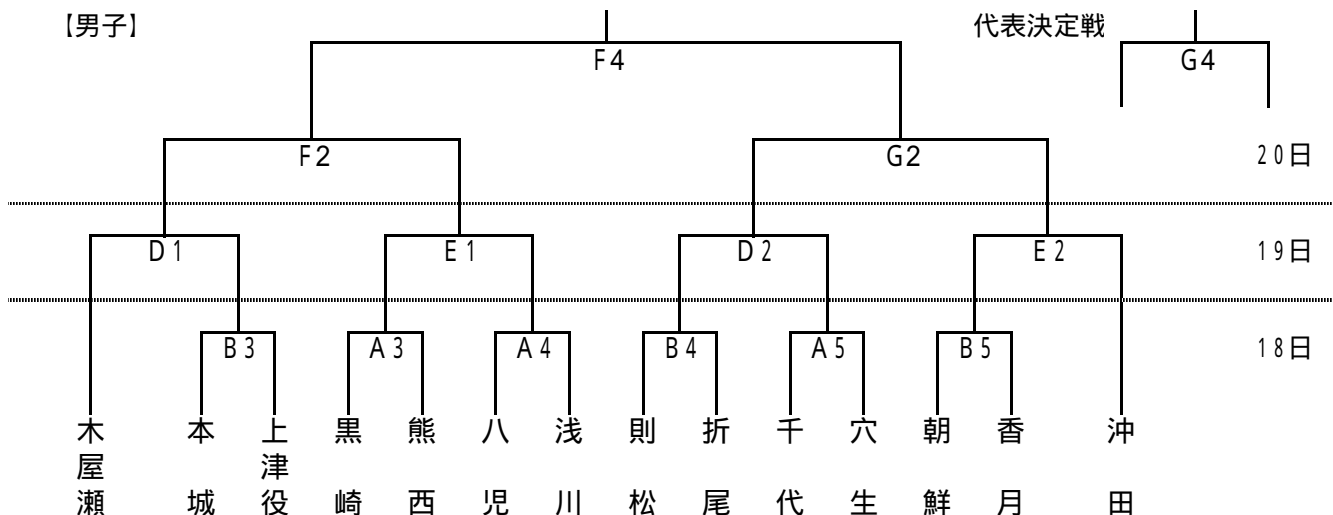 【男子】
代表決定戦
F4
G4
F2
G2
20日
D1
E1
D2
E2
19日
B3
A3
A4
B4
A5
B5
18日
木屋瀬
本城
上津役
黒崎
熊西
八児
浅川
則松
折尾
千代
穴生
朝鮮
香月
沖田